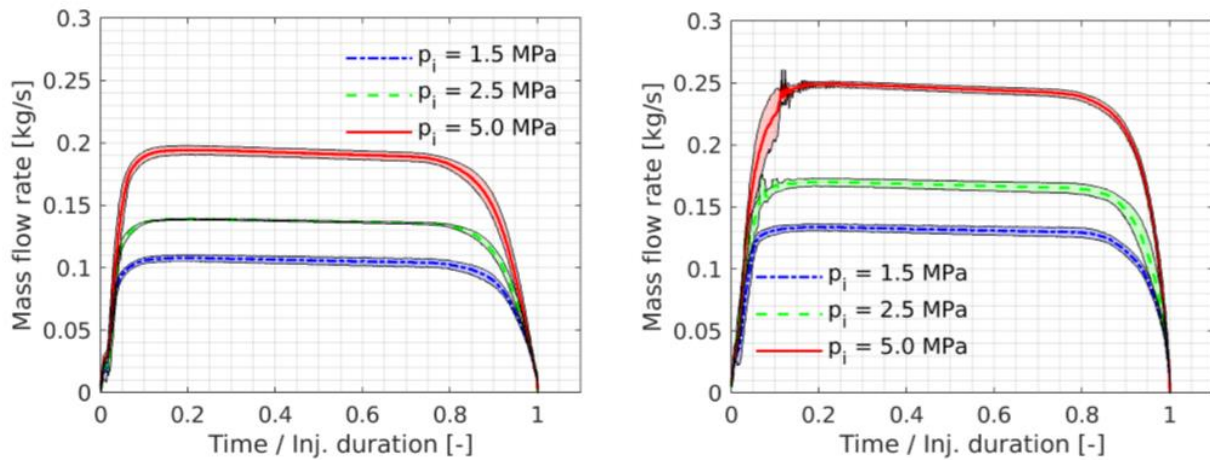 0.3
0.25
0.2
0.15
0.1
0.05
0
Mass flow rate [kg/s]
p_i = 1.5 MPa
p_i = 2.5 MPa
p_i = 5.0 MPa
0 0.2 0.4 0.6 0.8 1
Time / Inj. duration [-]
0.3
0.25
0.2
0.15
0.1
0.05
0
Mass flow rate [kg/s]
p_i = 1.5 MPa
p_i = 2.5 MPa
p_i = 5.0 MPa
0 0.2 0.4 0.6 0.8 1
Time / Inj. duration [-]